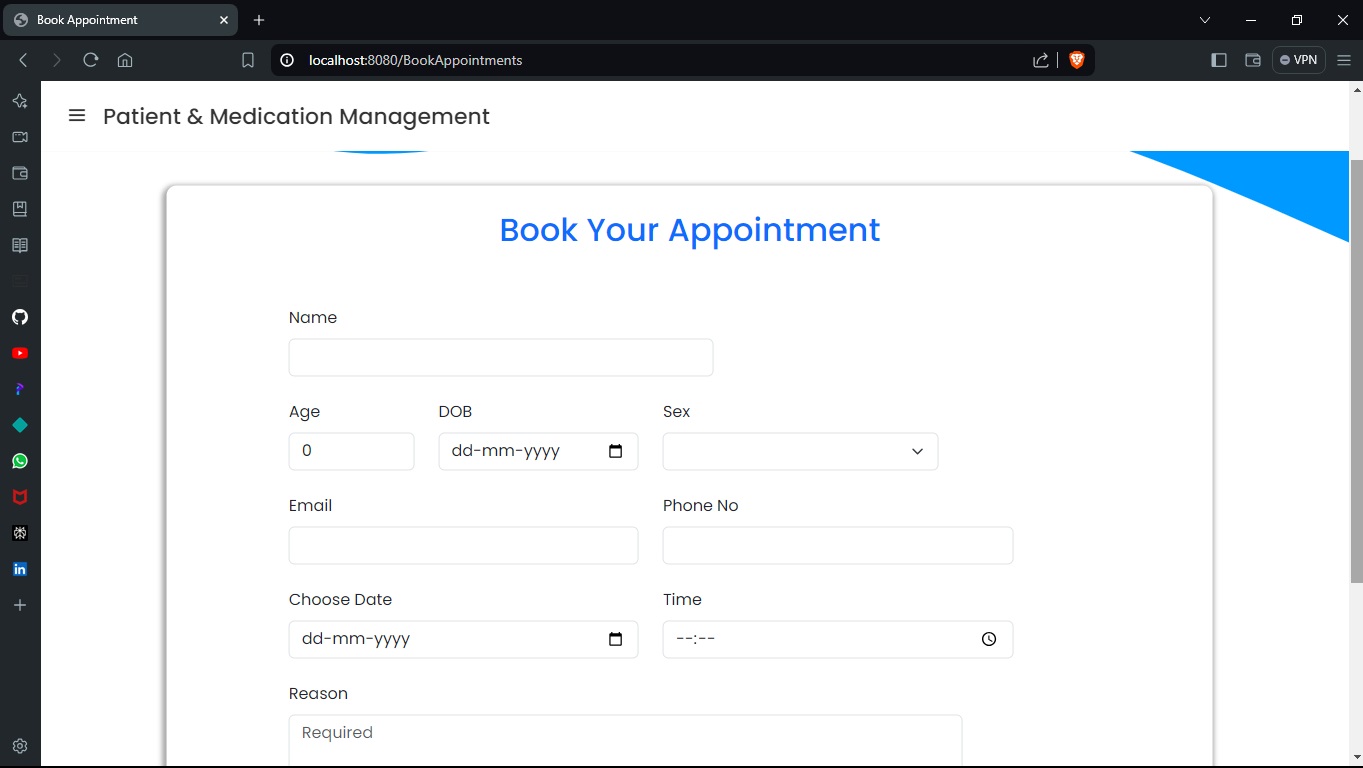 Book Appointment
localhost:8080/BookAppointments
VPN
Patient & Medication Management
Book Your Appointment
Name
Age DOB Sex
0 dd-mm-yyyy
Email Phone No
Choose Date Time
dd-mm-yyyy --:--
Reason
Required
in